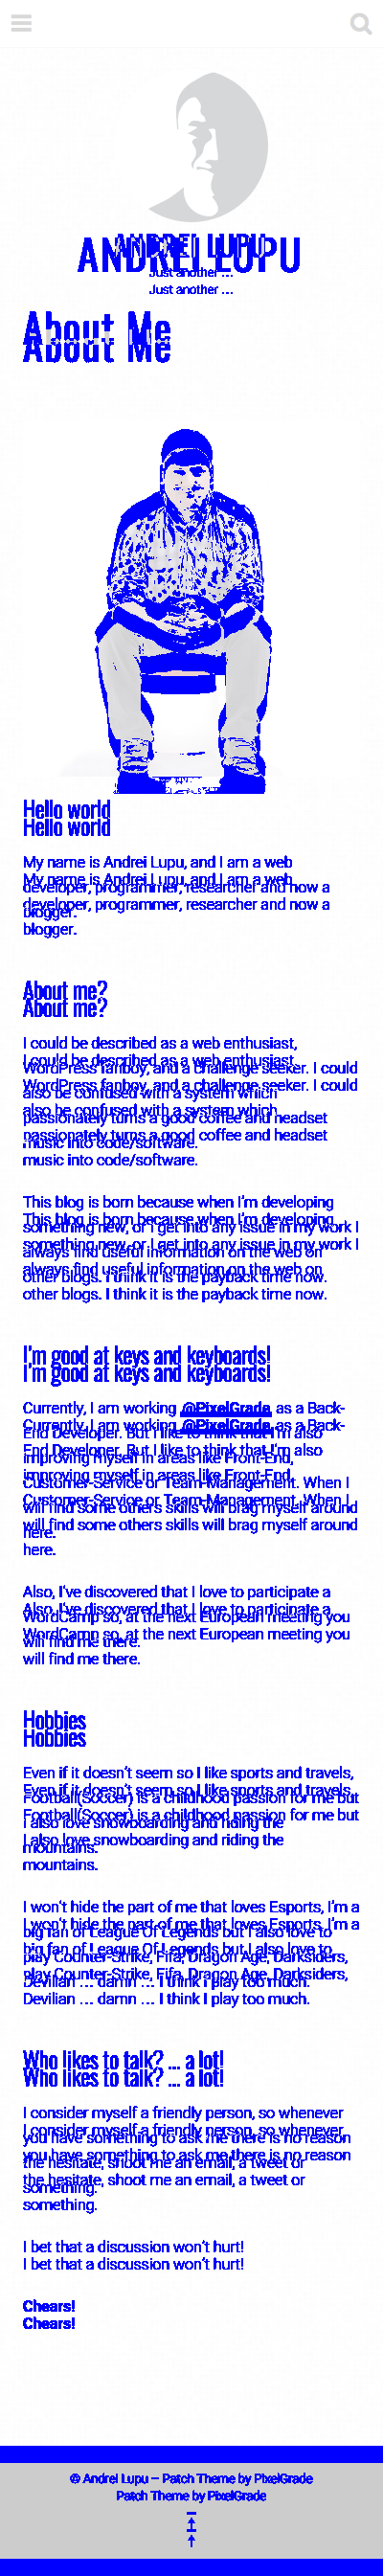 ANDREI LUPU
Just another ...
About Me
Hello world
My name is Andrei Lupu, and I am a web
developer, programmer, researcher and now a
blogger.
About me?
I could be described as a web enthusiast,
WordPress fanboy, and a challenge seeker. I could
also be confused with a system which
passionately turns a good coffee and headset
music into code/software.
This blog is born because when I’m developing
something new, or I get into any issue in my work I
always find useful information on the web on
other blogs. I think it is the payback time now.
I’m good at keys and keyboards!
Currently, I am working @PixelGrade as a Back-
End Developer. But I like to think that I’m also
improving myself in areas like Front-End,
Customer-Service or Team-Management. When I
will find some others skills will brag myself around
here.
Also, I’ve discovered that I love to participate a
WordCamp so, at the next European meeting you
will find me there.
Hobbies
Even if it doesn’t seem so I like sports and travels,
Football(Soccer) is a childhood passion for me but
I also love snowboarding and riding the
mountains.
I won’t hide the part of me that loves Esports, I’m a
big fan of League Of Legends but I also love to
play Counter-Strike, Fifa, Dragon Age, Darksiders,
Devilian ... damn ... I think I play too much.
Who likes to talk? ... a lot!
I consider myself a friendly person, so whenever
you have something to ask me there is no reason
the hesitate, shoot me an email, a tweet or
something.
I bet that a discussion won’t hurt!
Chears!
© Andrei Lupu – Patch Theme by PixelGrade